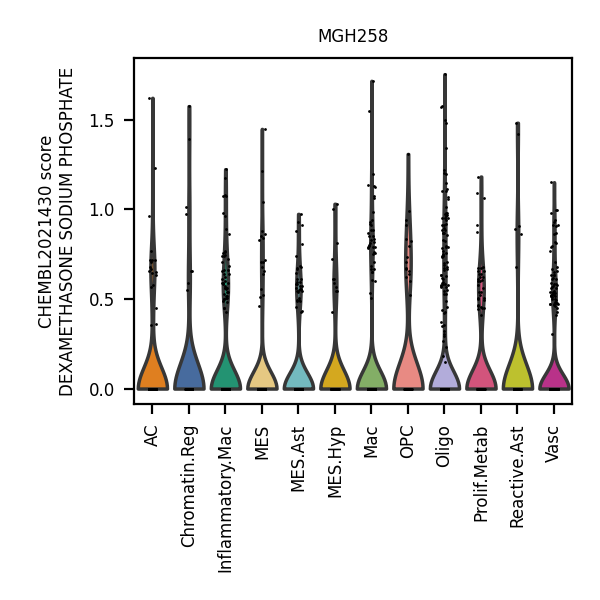 MGH258
CHEMBL2021430 score
DEXAMETHASONE SODIUM PHOSPHATE
1.5
1.0
0.5
0.0
AC
Chromatin.Reg
Inflammatory.Mac
MES
MES.Ast
MES.Hyp
Mac
OPC
Oligo
Prolif.Metab
Reactive.Ast
Vasc